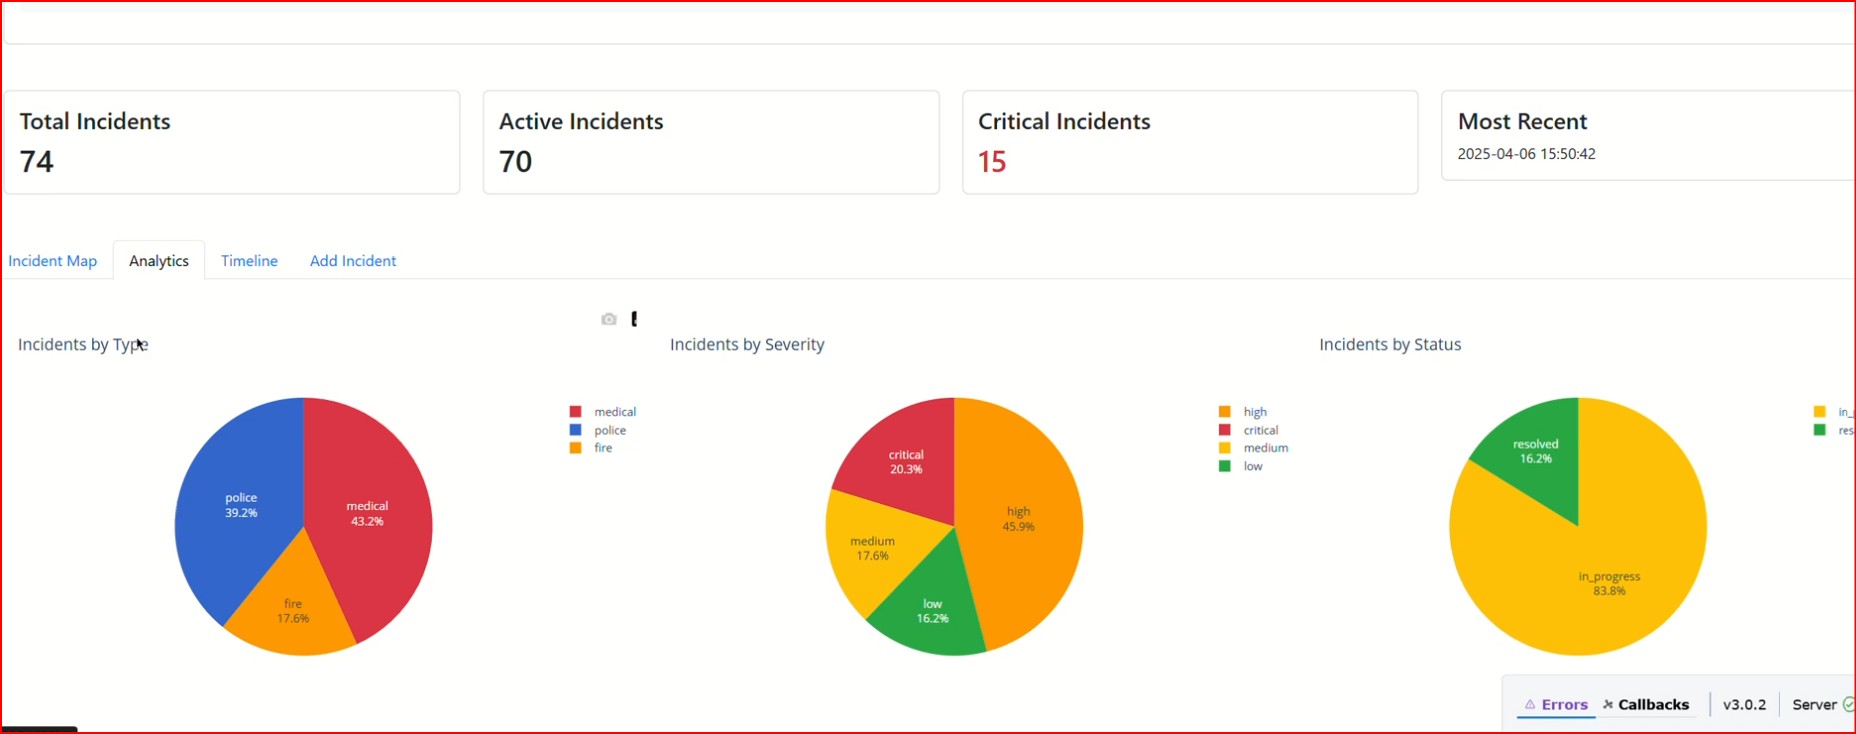 Total Incidents
74
Active Incidents
70
Critical Incidents
15
Most Recent
2025-04-06 15:50:42
Incident Map
Analytics
Timeline
Add Incident
Incidents by Type
medical
police
fire
police
39.2%
medical
43.2%
fire
17.6%
Incidents by Severity
high
critical
medium
low
critical
20.3%
high
45.9%
medium
17.6%
low
16.2%
Incidents by Status
in_
res
resolved
16.2%
in_progress
83.8%
Errors
Callbacks
v3.0.2
Server